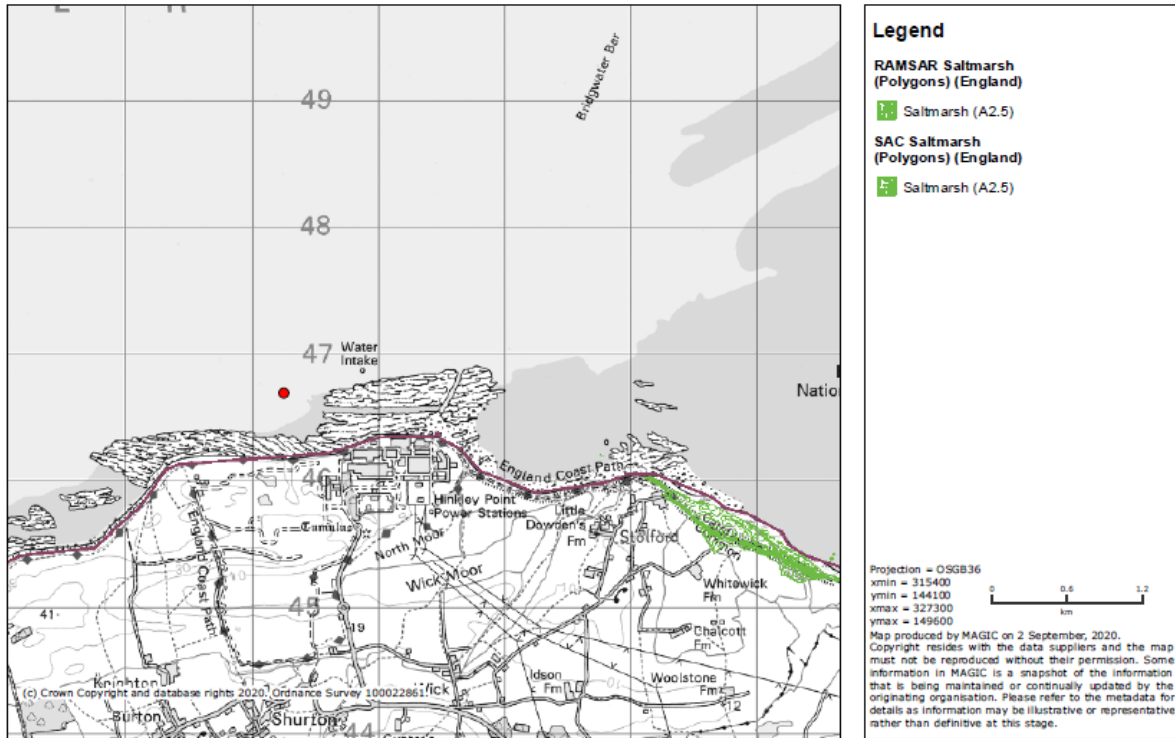 R
49
Bridgwater Bar
48
47
Water
Intake
Natio
England Coast Path
46
Hinkley Point
Power Stations
Little
Dowden's
Fm
Stolford
Tumulus
North Moor
England Coast Path
Wick Moor
Whitewick
Fm
45
41
19
Chalcott
Fm
Knighton
Idson
Fm
Woolstone
Fm
12
(c) Crown Copyright and database rights 2020. Ordnance Survey 100022861.
Wick
Burton
Shurton
44
Legend
RAMSAR Saltmarsh
(Polygons) (England)
Saltmarsh (A2.5)
SAC Saltmarsh
(Polygons) (England)
Saltmarsh (A2.5)
Projection = OSGB36
xmin = 315400
ymin = 144100
xmax = 327300
ymax = 149600
0 0.6 1.2
km
Map produced by MAGIC on 2 September, 2020.
Copyright resides with the data suppliers and the map
must not be reproduced without their permission. Some
information in MAGIC is a snapshot of the information
that is being maintained or continually updated by the
originating organisation. Please refer to the metadata for
details as information may be illustrative or representative
rather than definitive at this stage.